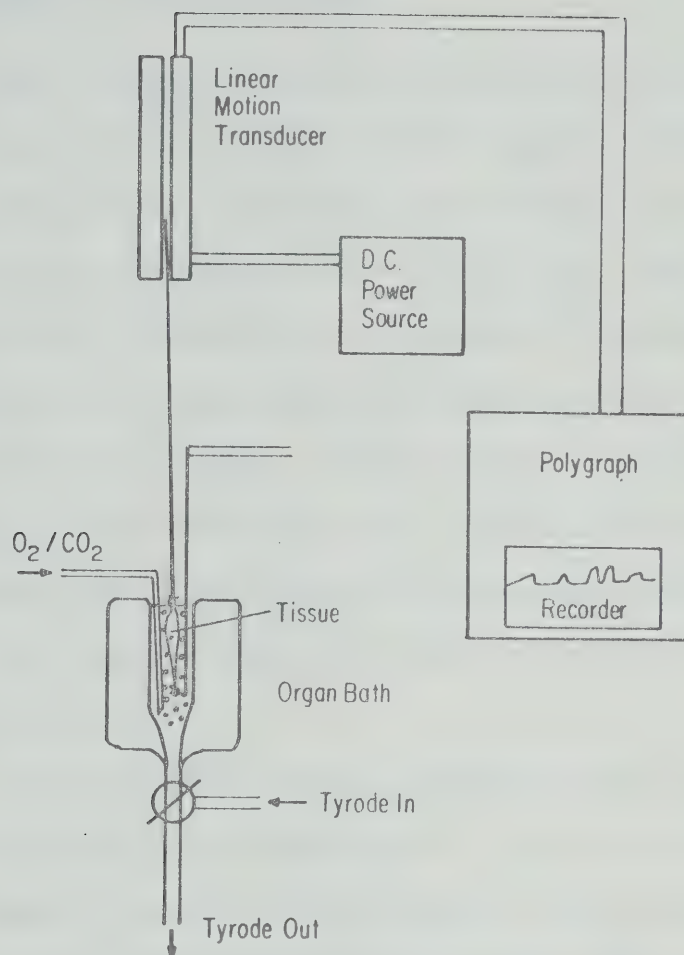 Linear
Motion
Transducer
D.C.
Power
Source
Polygraph
O₂/CO₂
Recorder
Tissue
Organ Bath
Tyrode In
Tyrode Out